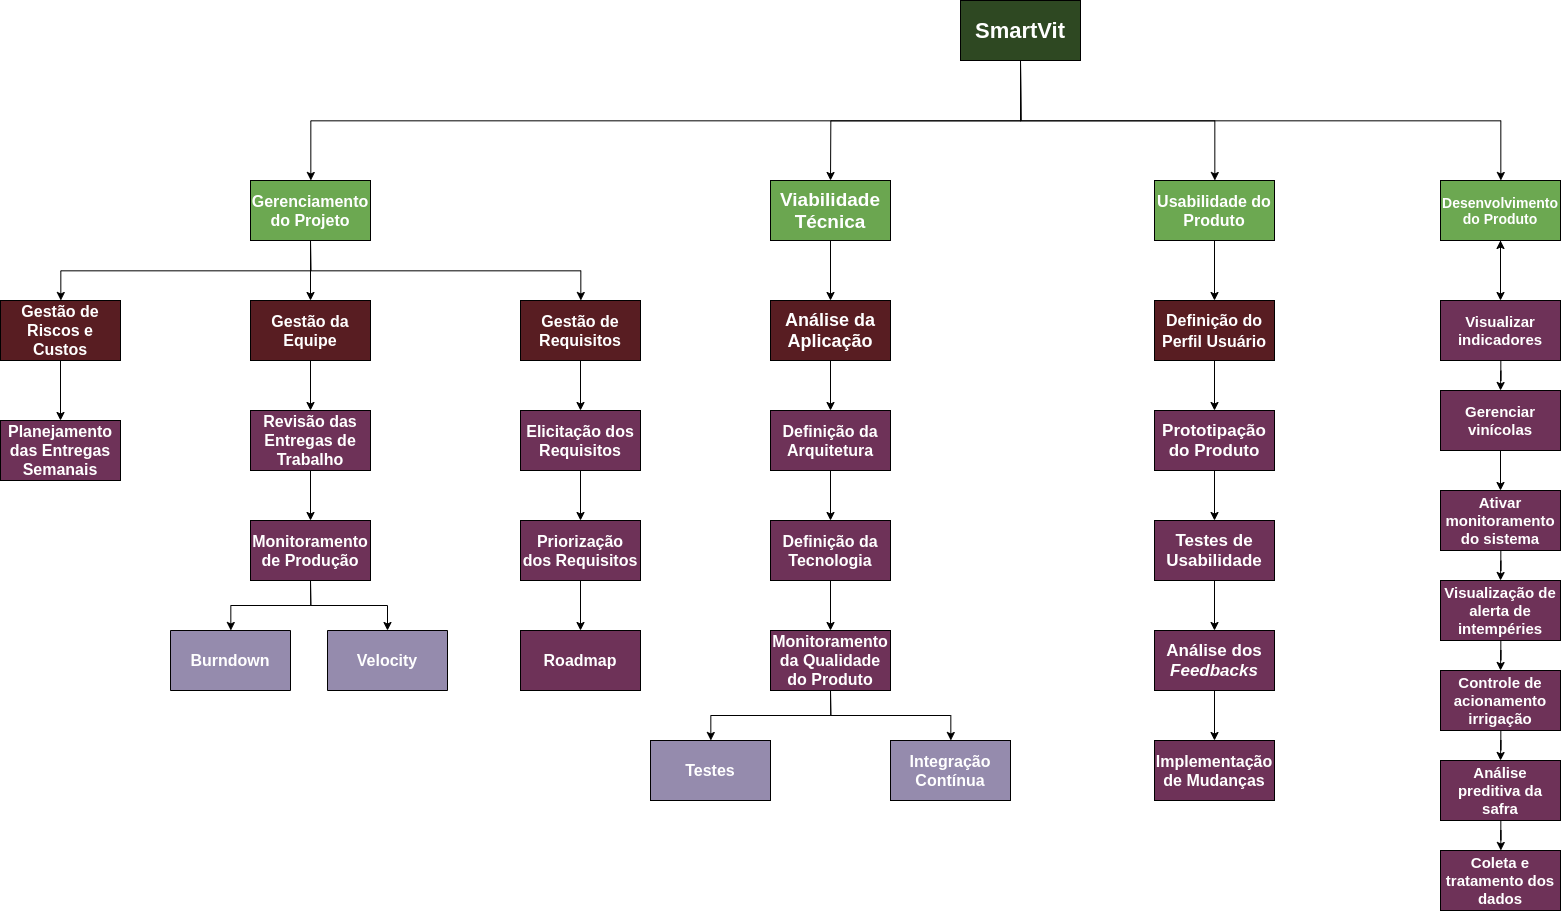 SmartVit
Gerenciamento
do Projeto
Viabilidade
Técnica
Usabilidade do
Produto
Desenvolvimento
do Produto
Gestão de
Riscos e
Custos
Gestão da
Equipe
Gestão de
Requisitos
Análise da
Aplicação
Definição do
Perfil Usuário
Visualizar
indicadores
Planejamento
das Entregas
Semanais
Revisão das
Entregas de
Trabalho
Elicitação dos
Requisitos
Definição da
Arquitetura
Prototipação
do Produto
Gerenciar
vinícolas
Monitoramento
de Produção
Priorização
dos Requisitos
Definição da
Tecnologia
Testes de
Usabilidade
Ativar
monitoramento
do sistema
Visualização de
alerta de
intempéries
Burndown
Velocity
Roadmap
Monitoramento
da Qualidade
do Produto
Análise dos
Feedbacks
Controle de
acionamento
irrigação
Testes
Integração
Contínua
Implementação
de Mudanças
Análise
preditiva da
safra
Coleta e
tratamento dos
dados